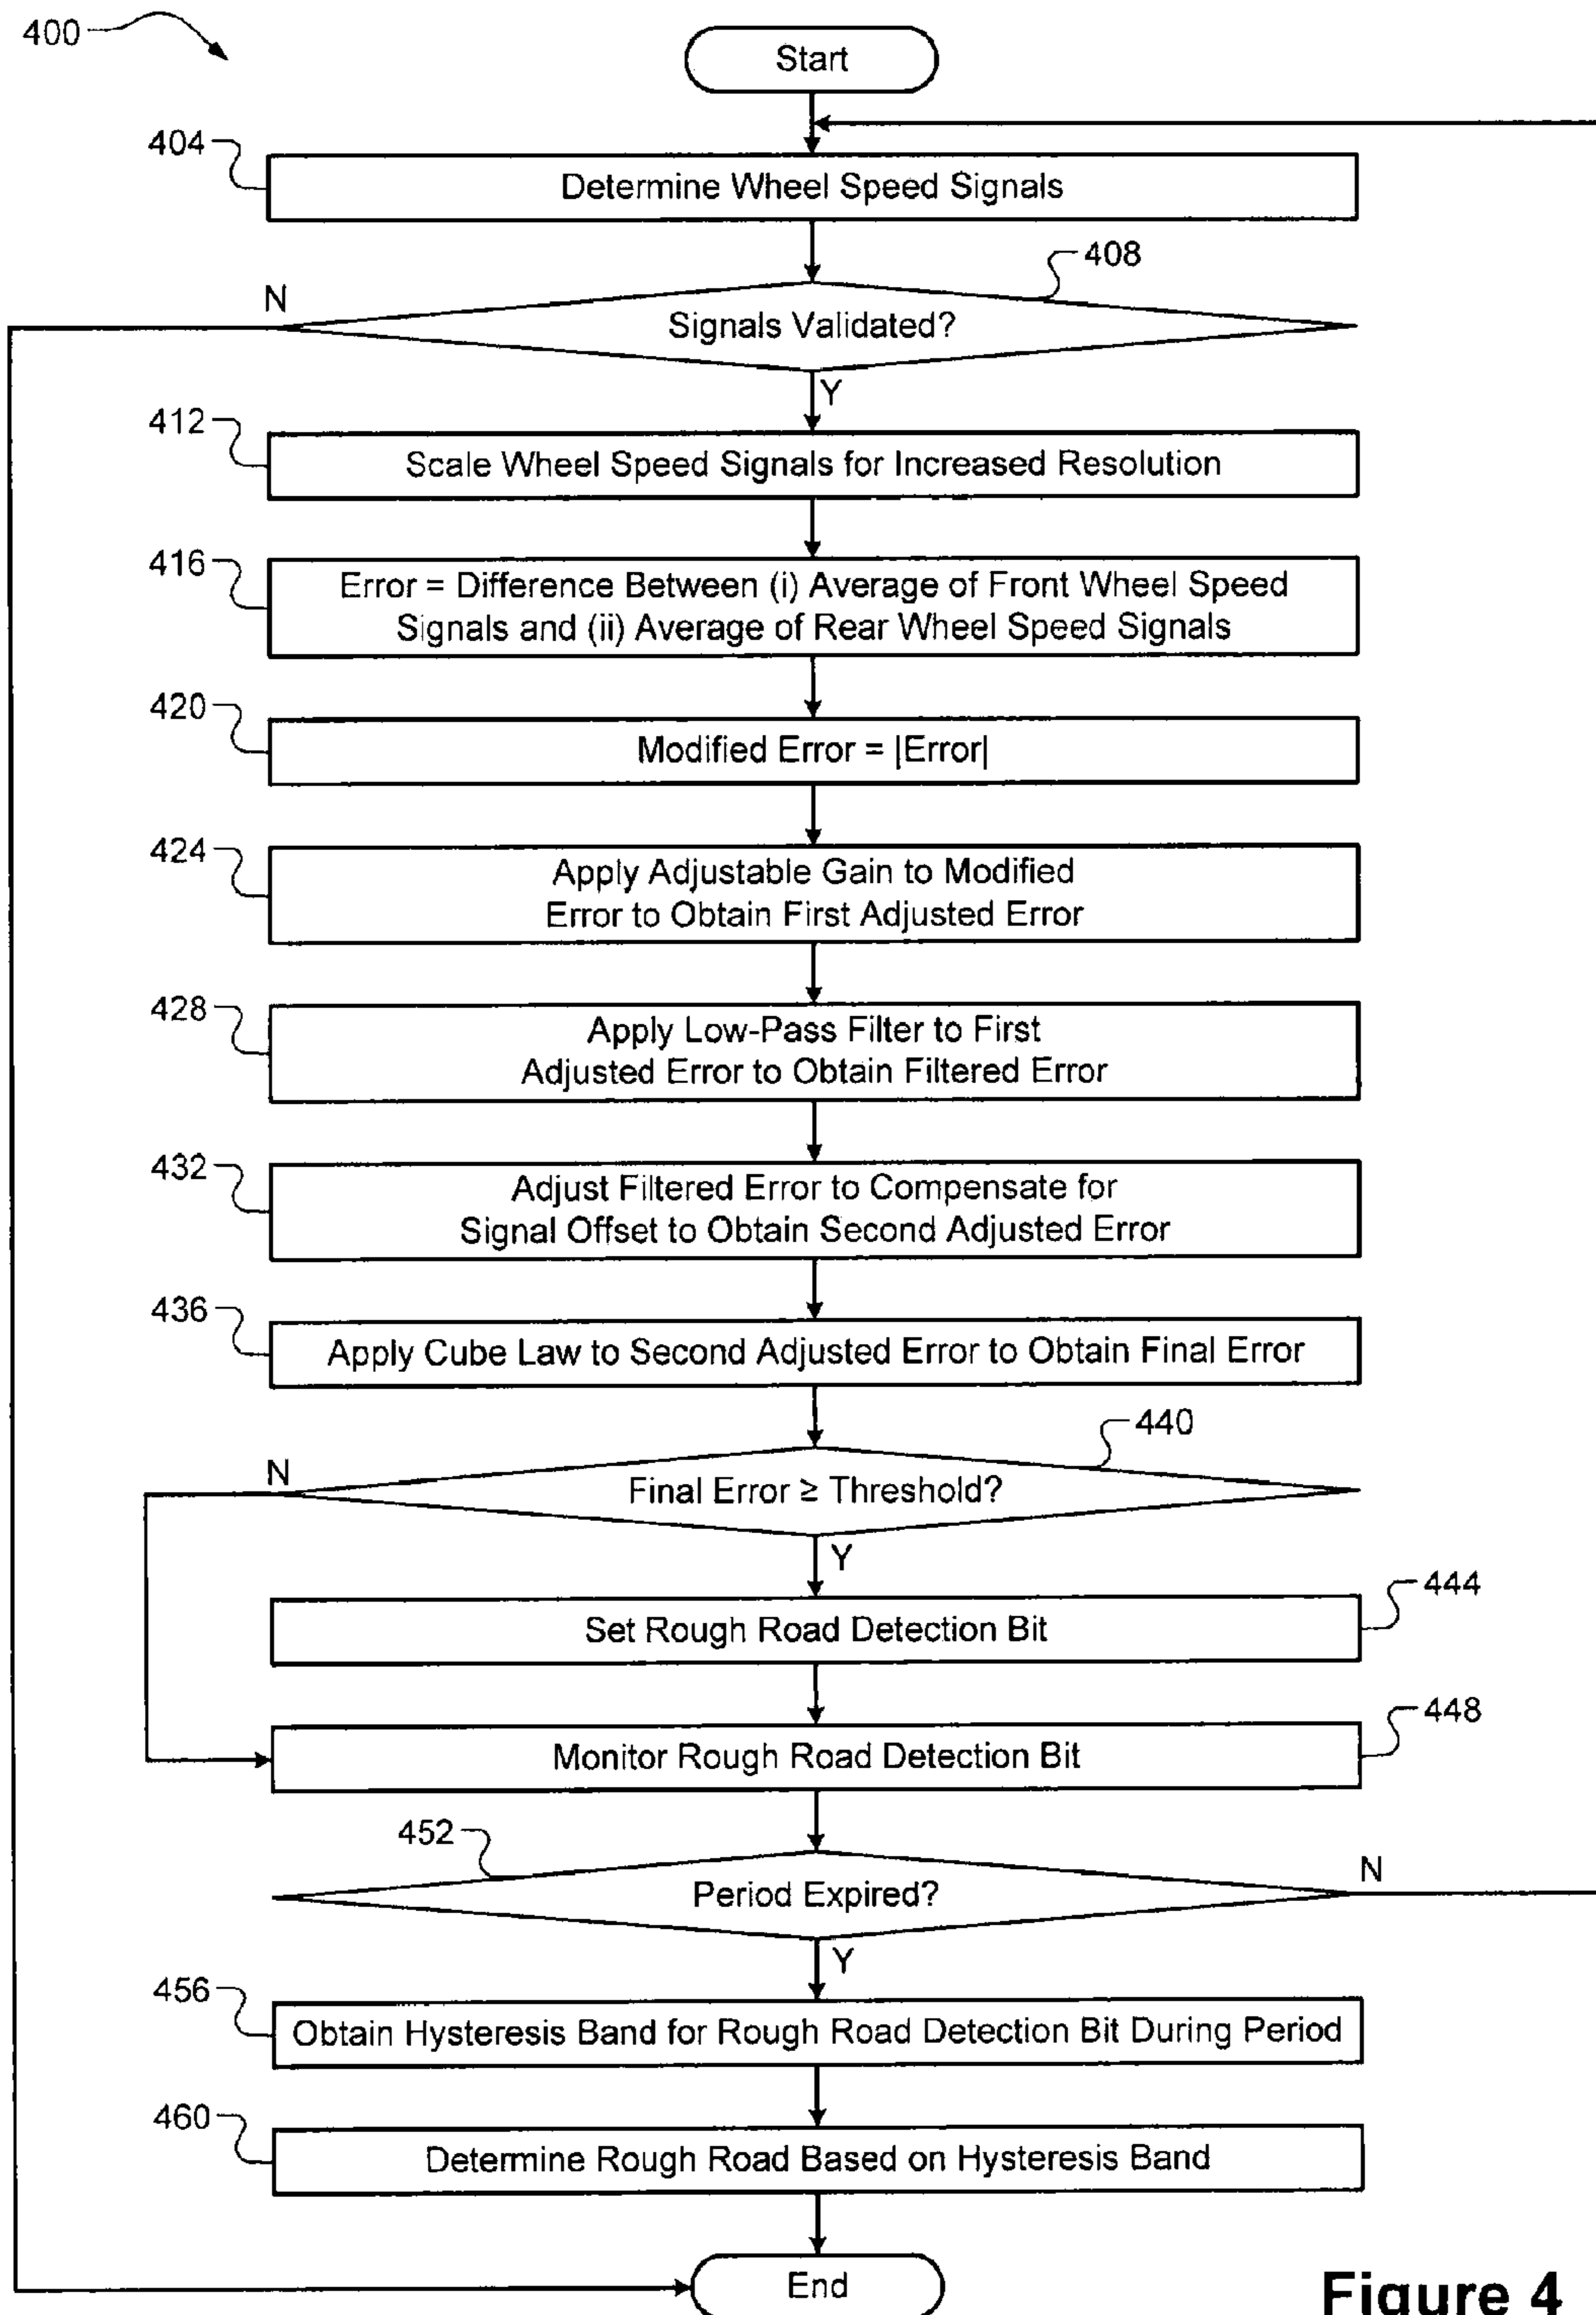 400
Start
404
Determine Wheel Speed Signals
408
N
Signals Validated?
Y
412
Scale Wheel Speed Signals for Increased Resolution
416
Error = Difference Between (i) Average of Front Wheel Speed
Signals and (ii) Average of Rear Wheel Speed Signals
420
Modified Error = |Error|
424
Apply Adjustable Gain to Modified
Error to Obtain First Adjusted Error
428
Apply Low-Pass Filter to First
Adjusted Error to Obtain Filtered Error
432
Adjust Filtered Error to Compensate for
Signal Offset to Obtain Second Adjusted Error
436
Apply Cube Law to Second Adjusted Error to Obtain Final Error
440
N
Final Error ≥ Threshold?
Y
444
Set Rough Road Detection Bit
448
Monitor Rough Road Detection Bit
452
N
Period Expired?
Y
456
Obtain Hysteresis Band for Rough Road Detection Bit During Period
460
Determine Rough Road Based on Hysteresis Band
End
Figure 4